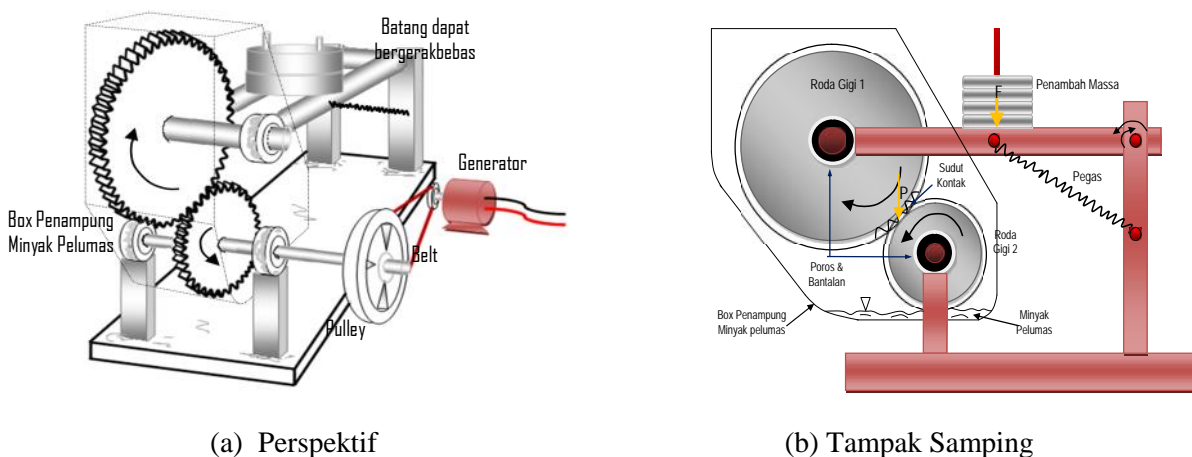 Batang dapat
bergerakbebas
Generator
Box Penampung
Minyak Pelumas
Belt
Pulley
(a) Perspektif
Roda Gigi 1
F
Penambah Massa
Sudut
Kontak
P
Pegas
Roda
Gigi 2
Poros &
Bantalan
Box Penampung
Minyak pelumas
Minyak
Pelumas
(b) Tampak Samping